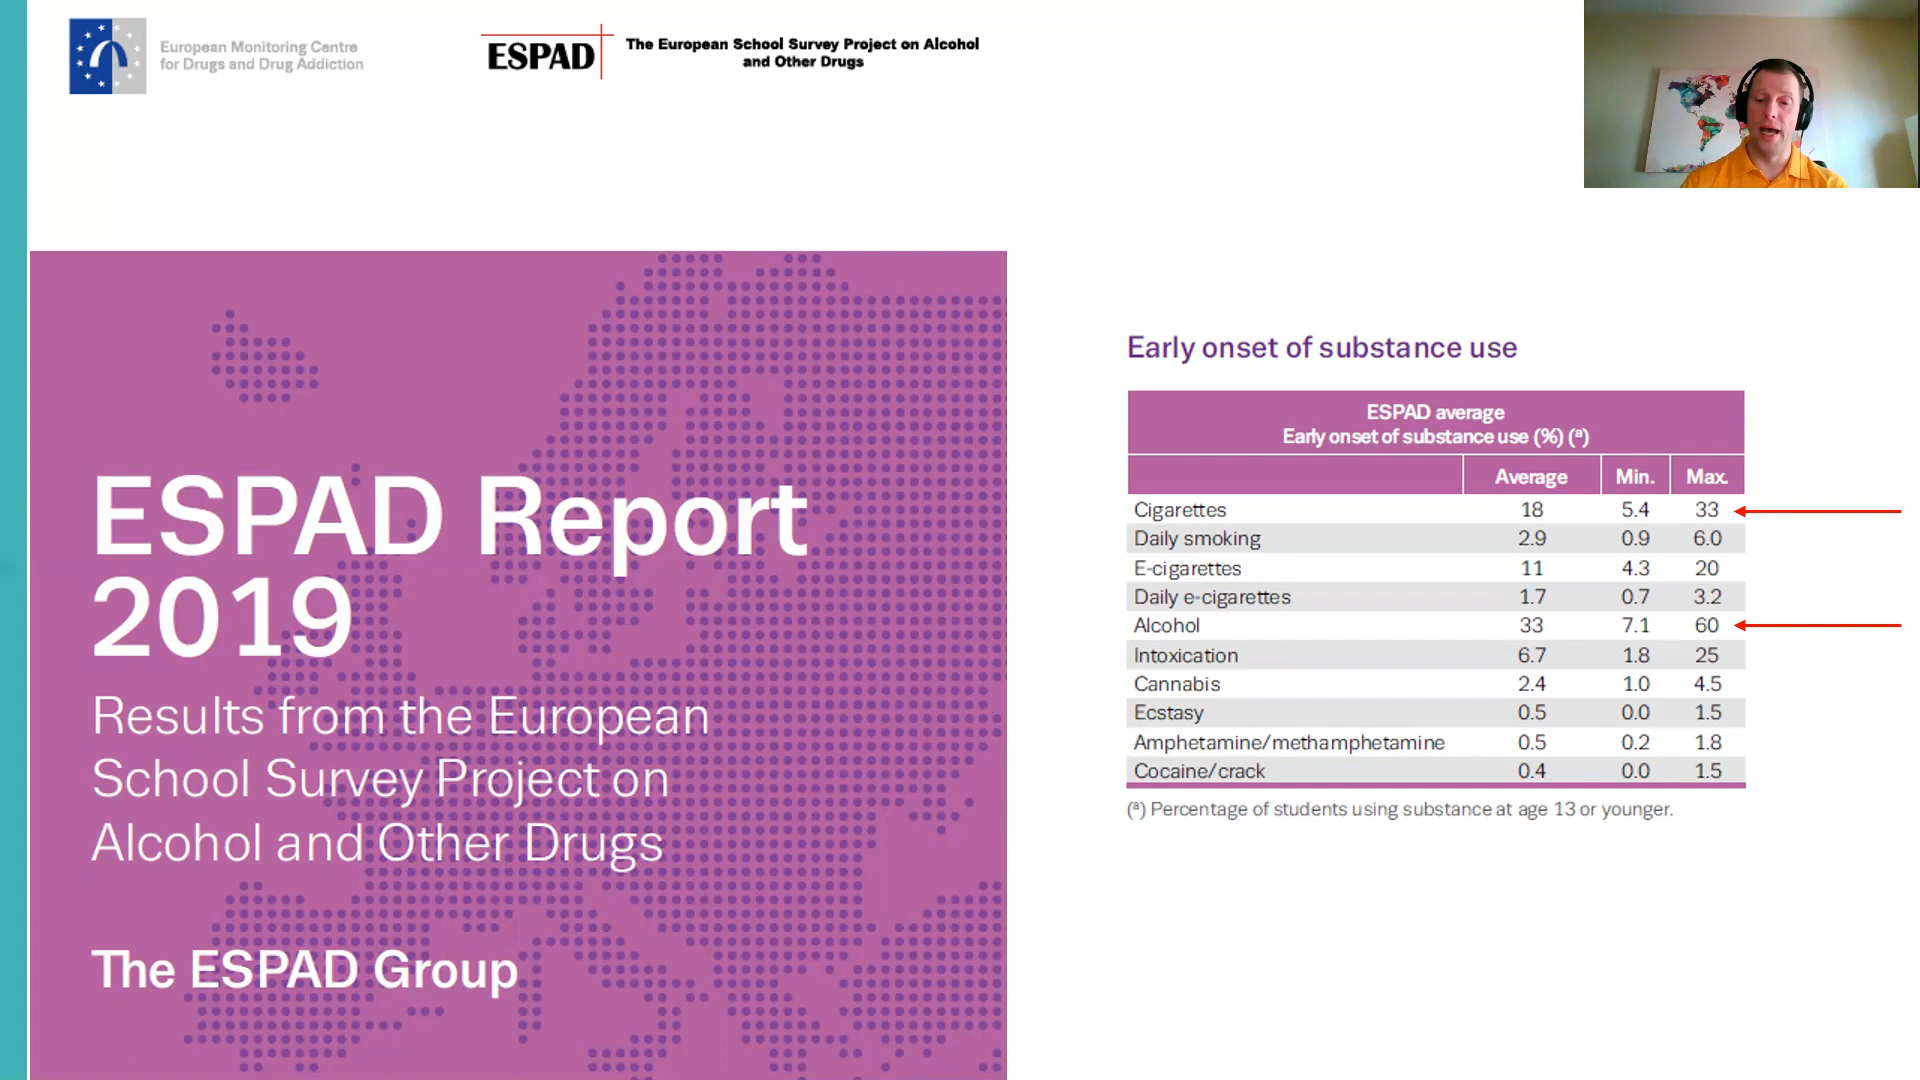 European Monitoring Centre
for Drugs and Drug Addiction
ESPAD
The European School Survey Project on Alcohol
and Other Drugs
ESPAD Report
2019
Results from the European
School Survey Project on
Alcohol and Other Drugs
The ESPAD Group
Early onset of substance use
ESPAD average
Early onset of substance use (%) (ª)
Average Min. Max.
Cigarettes 18 5.4 33
Daily smoking 2.9 0.9 6.0
E-cigarettes 11 4.3 20
Daily e-cigarettes 1.7 0.7 3.2
Alcohol 33 7.1 60
Intoxication 6.7 1.8 25
Cannabis 2.4 1.0 4.5
Ecstasy 0.5 0.0 1.5
Amphetamine/methamphetamine 0.5 0.2 1.8
Cocaine/crack 0.4 0.0 1.5
(ª) Percentage of students using substance at age 13 or younger.